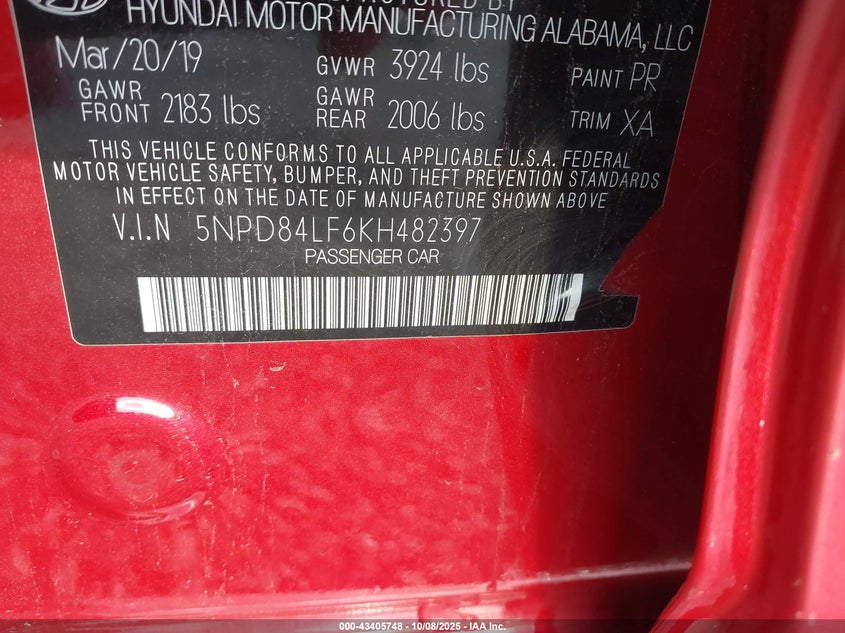 HYUNDAI MOTOR MANUFACTURING ALABAMA, LLC
Mar/20/19 GVWR 3924 lbs PAINT PR
GAWR FRONT 2183 lbs GAWR REAR 2006 lbs TRIM XA
THIS VEHICLE CONFORMS TO ALL APPLICABLE U.S.A. FEDERAL
MOTOR VEHICLE SAFETY, BUMPER, AND THEFT PREVENTION STANDARDS
IN EFFECT ON THE DATE OF MANUFACTURE SHOWN ABOVE
V.I.N 5NPD84LF6KH482397
PASSENGER CAR
000-43405748 - 10/08/2025 - IAA Inc.